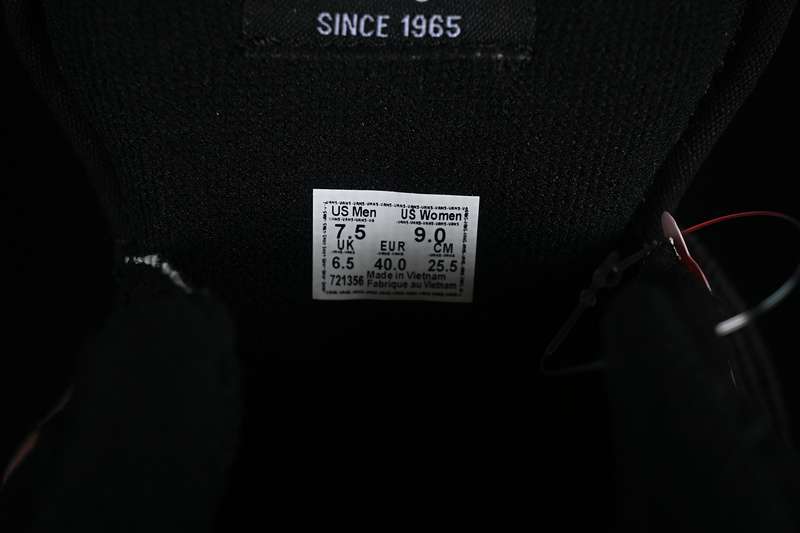 SINCE 1965
US Men US Women
7.5 9.0
UK EUR CM
6.5 40.0 25.5
721356 Made in Vietnam
Fabrique au Vietnam